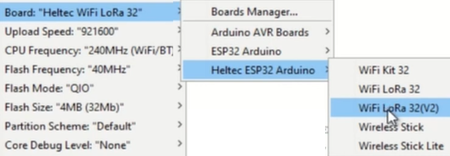 Board: "Heltec WiFi LoRa 32"
Upload Speed: "921600"
CPU Frequency: "240MHz (WiFi/BT)
Flash Frequency: "40MHz"
Flash Mode: "QIO"
Flash Size: "4MB (32Mb)"
Partition Scheme: "Default"
Core Debug Level: "None"
Boards Manager...
Arduino AVR Boards
ESP32 Arduino
Heltec ESP32 Arduino
WiFi Kit 32
WiFi LoRa 32
WiFi LoRa 32(V2)
Wireless Stick
Wireless Stick Lite